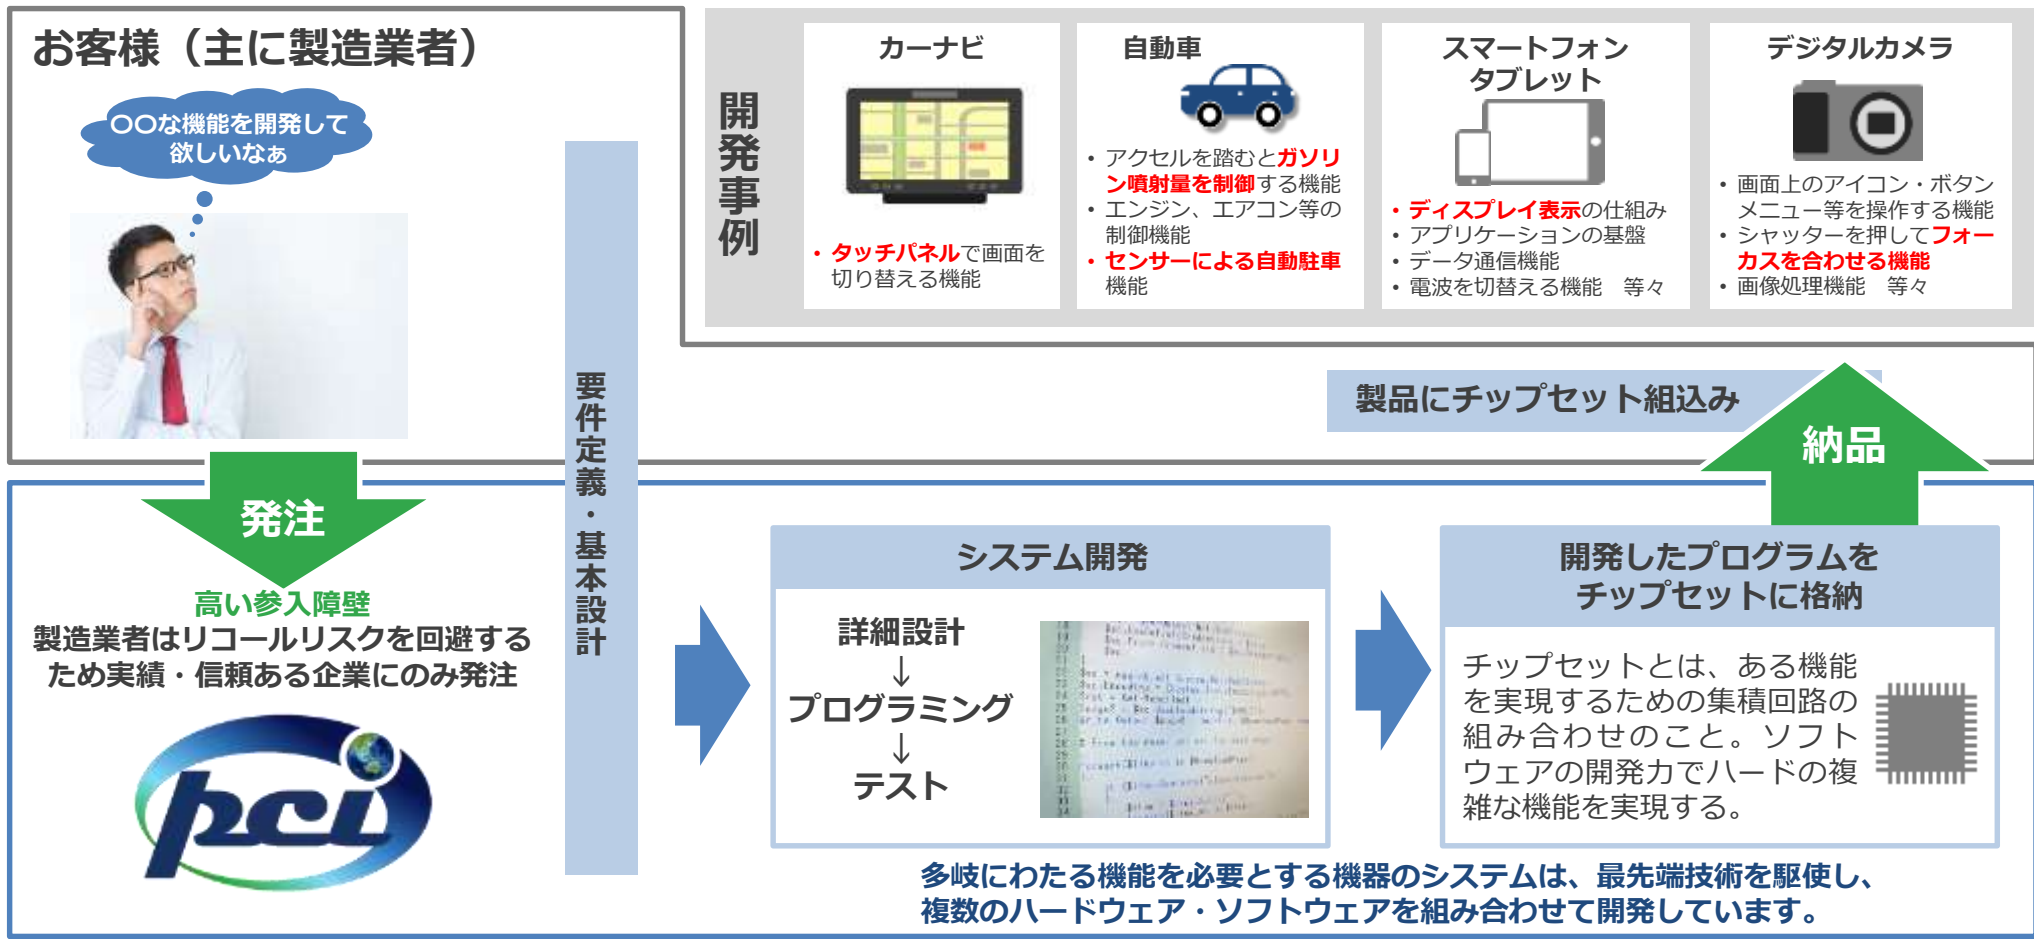 お客様（主に製造業者）
〇〇な機能を開発して
欲しいなぁ
開発事例
カーナビ
・タッチパネルで画面を
切り替える機能
自動車
・アクセルを踏むとガソリ
ン噴射量を制御する機能
・エンジン、エアコン等の
制御機能
・センサーによる自動駐車
機能
スマートフォン
タブレット
・ディスプレイ表示の仕組み
・アプリケーションの基盤
・データ通信機能
・電波を切替える機能　等々
デジタルカメラ
・画面上のアイコン・ボタン
メニュー等を操作する機能
・シャッターを押してフォー
カスを合わせる機能
・画像処理機能　等々
製品にチップセット組込み
納品
発注
高い参入障壁
製造業者はリコールリスクを回避する
ため実績・信頼ある企業にのみ発注
pci
要件定義・基本設計
システム開発
詳細設計
↓
プログラミング
↓
テスト
開発したプログラムを
チップセットに格納
チップセットとは、ある機能
を実現するための集積回路の
組み合わせのこと。ソフト
ウェアの開発力でハードの複
雑な機能を実現する。
多岐にわたる機能を必要とする機器のシステムは、最先端技術を駆使し、
複数のハードウェア・ソフトウェアを組み合わせて開発しています。